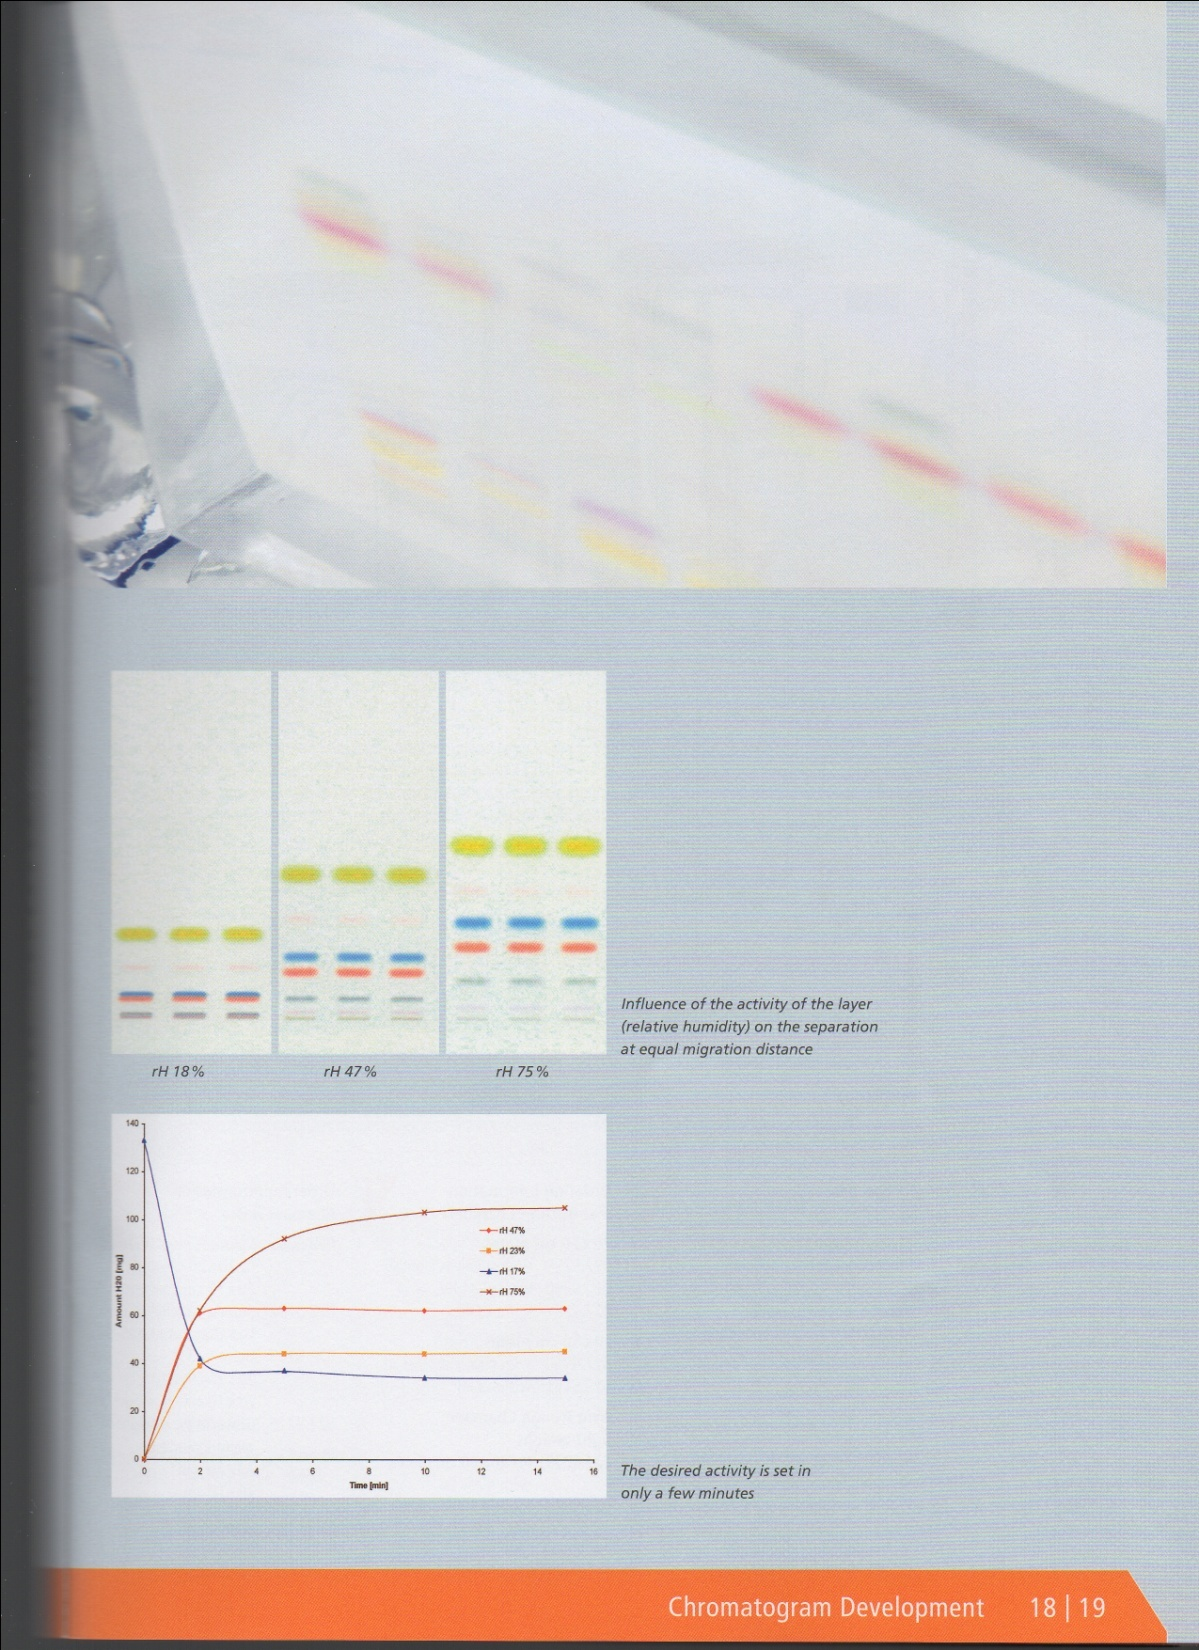 Influence of the activity of the layer
(relative humidity) on the separation
at equal migration distance
rH 18 %
rH 47 %
rH 75 %
140
120
100
80
60
40
20
0
Amount H20 [mg]
rH 47%
rH 23%
rH 17%
rH 75%
0
2
4
6
8
10
12
14
16
Time [min]
The desired activity is set in
only a few minutes
Chromatogram Development 18 | 19